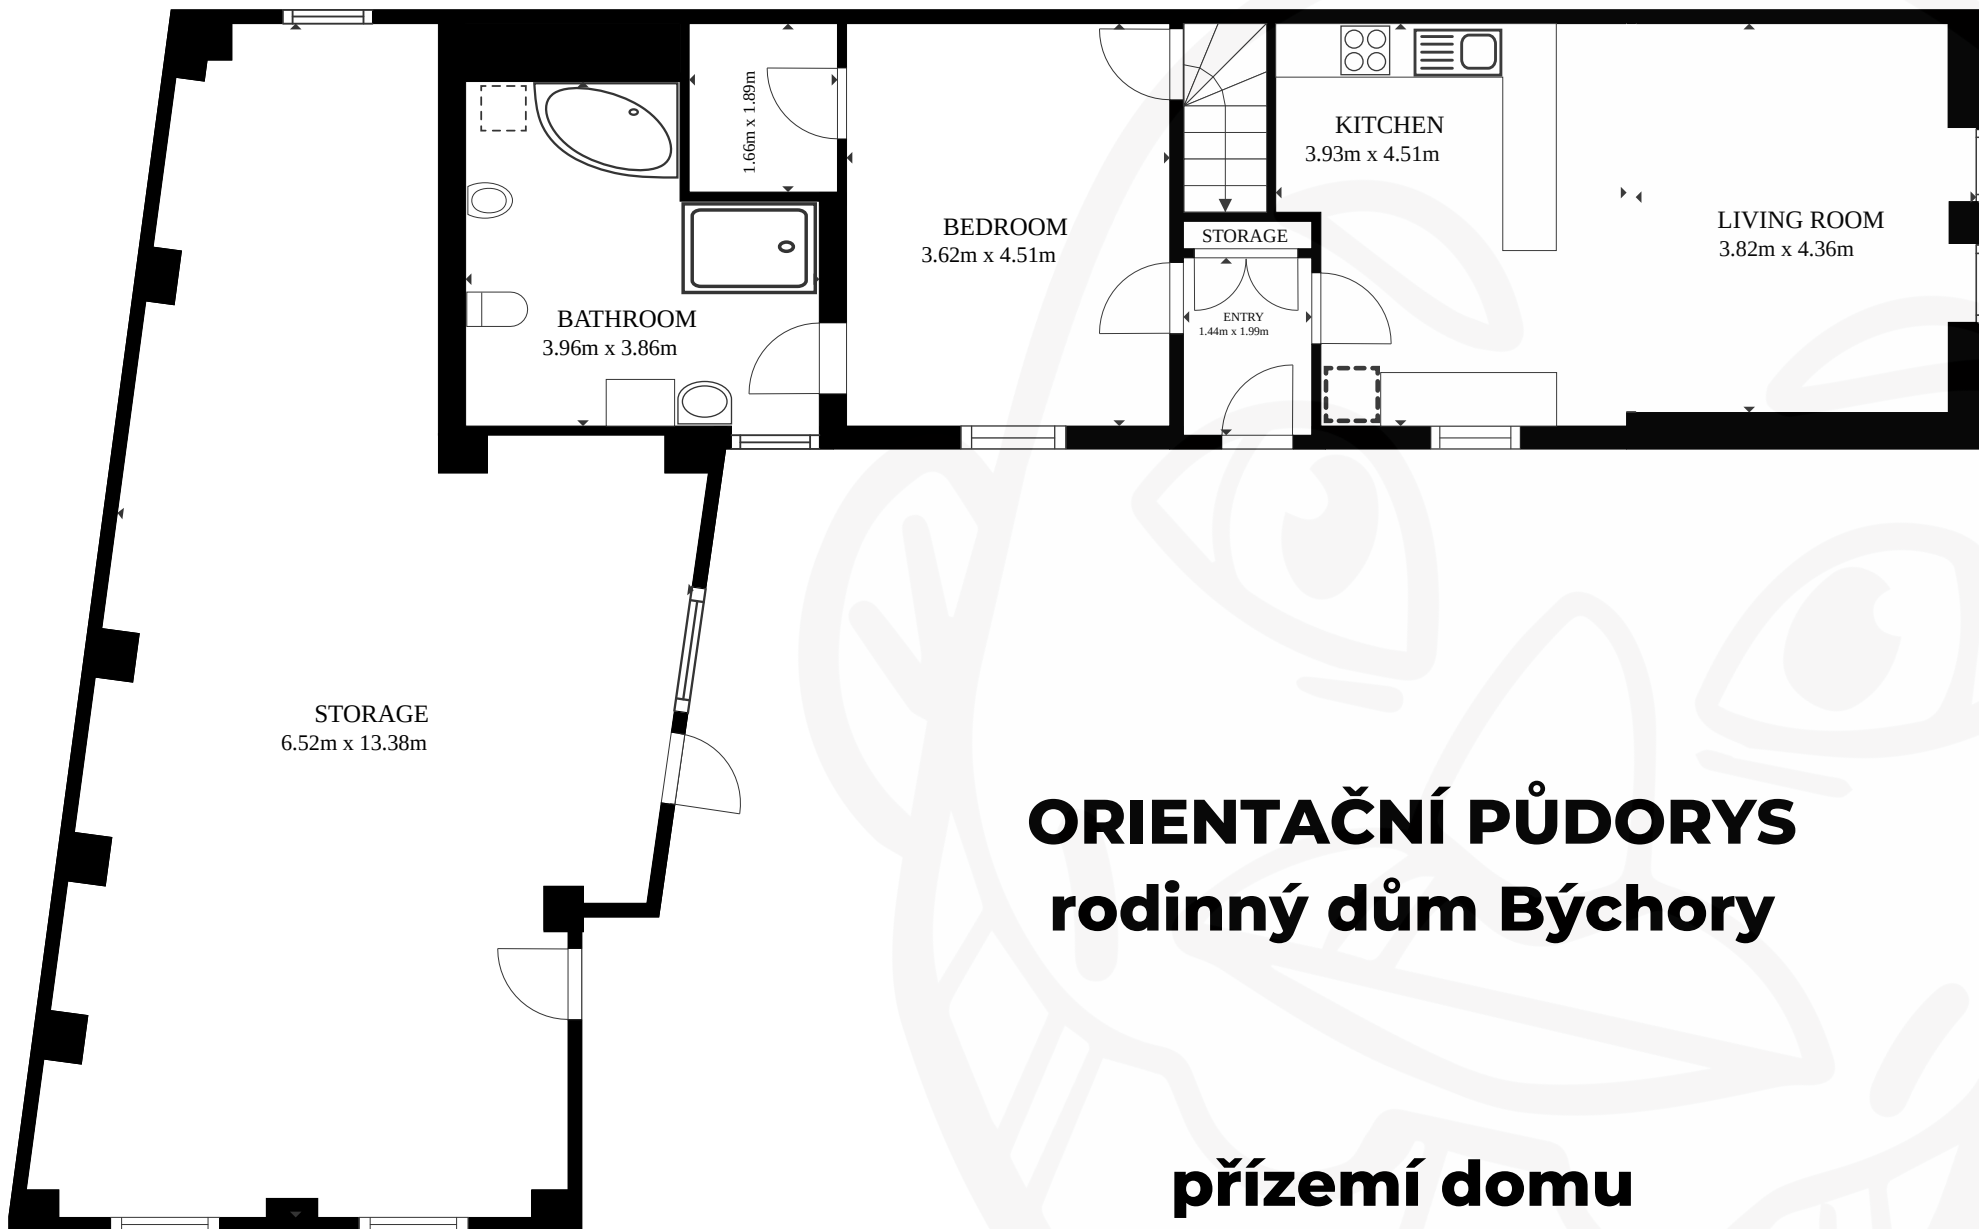 1.66m x 1.89m
KITCHEN
3.93m x 4.51m
BEDROOM
3.62m x 4.51m
STORAGE
LIVING ROOM
3.82m x 4.36m
BATHROOM
3.96m x 3.86m
ENTRY
1.44m x 1.99m
STORAGE
6.52m x 13.38m
ORIENTAČNÍ PŮDORYS
rodinný dům Býchory
přízemí domu